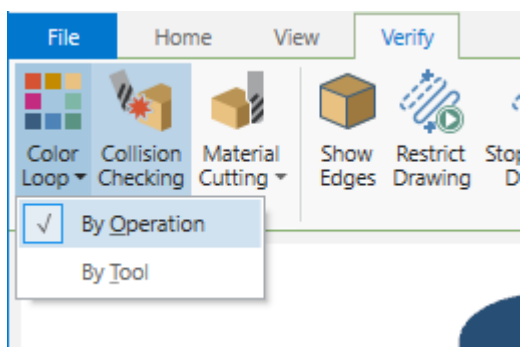 File Home View Verify
Color Loop Collision Checking Material Cutting Show Edges Restrict Drawing
√ By Operation
By Tool